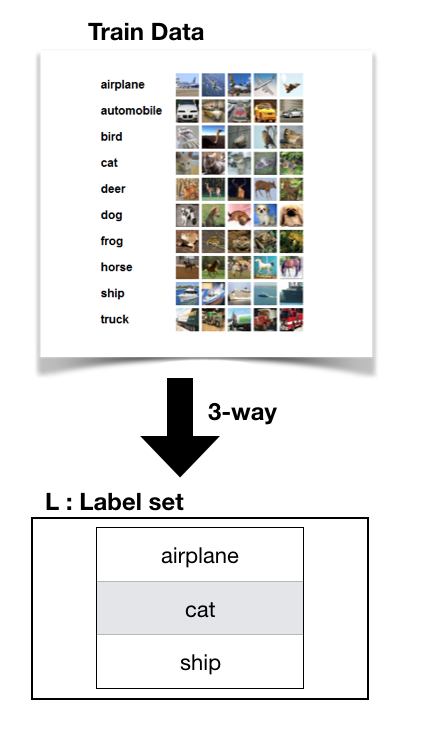 Train Data
airplane
automobile
bird
cat
deer
dog
frog
horse
ship
truck
3-way
L : Label set
airplane
cat
ship